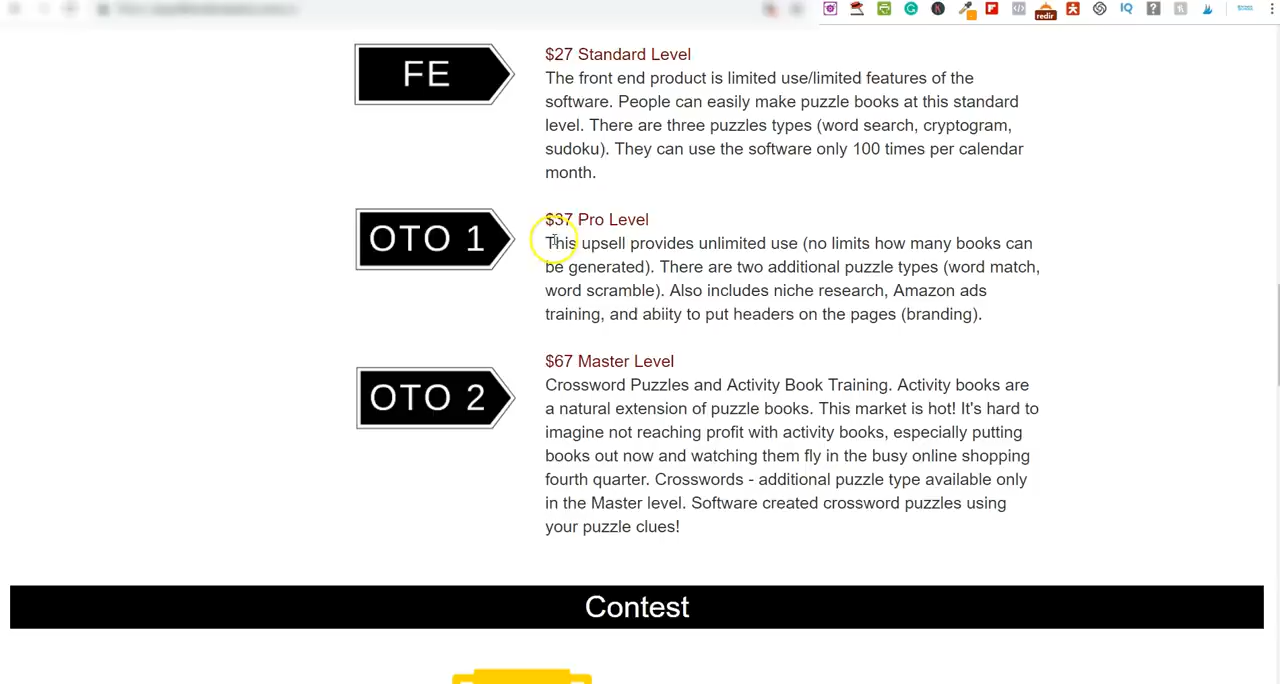 redir
IQ
FE
$27 Standard Level
The front end product is limited use/limited features of the
software. People can easily make puzzle books at this standard
level. There are three puzzles types (word search, cryptogram,
sudoku). They can use the software only 100 times per calendar
month.
OTO 1
$37 Pro Level
This upsell provides unlimited use (no limits how many books can
be generated). There are two additional puzzle types (word match,
word scramble). Also includes niche research, Amazon ads
training, and abiity to put headers on the pages (branding).
OTO 2
$67 Master Level
Crossword Puzzles and Activity Book Training. Activity books are
a natural extension of puzzle books. This market is hot! It's hard to
imagine not reaching profit with activity books, especially putting
books out now and watching them fly in the busy online shopping
fourth quarter. Crosswords - additional puzzle type available only
in the Master level. Software created crossword puzzles using
your puzzle clues!
Contest